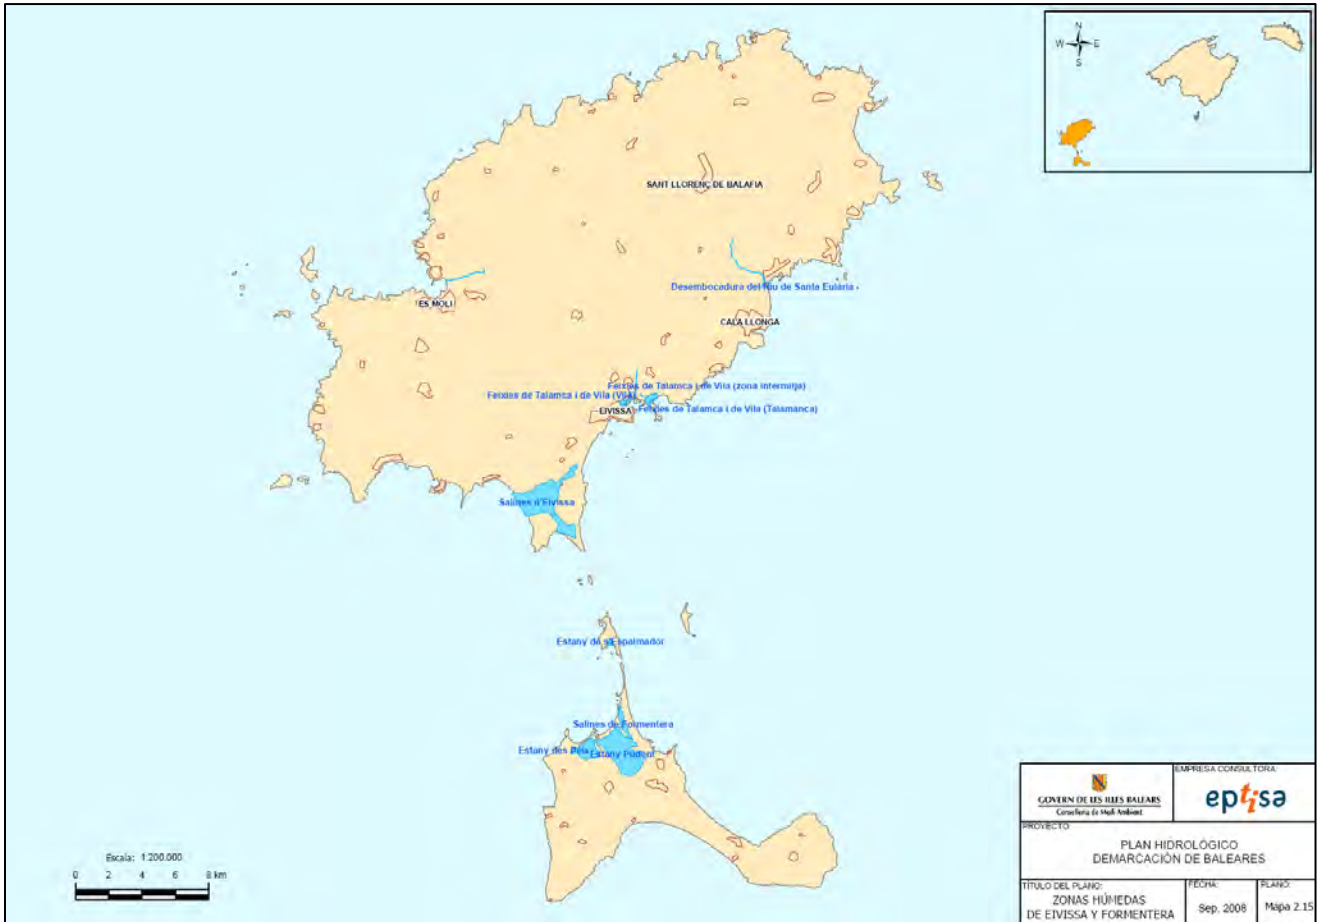 N
W E
S
SANT LLORENÇ DE BALAFIA
Desembocadura del Riu de Santa Eulària -
ES MOLI
CALA LLONGA
Feixes de Talamca i de Vila (zona intermitja)
Feixes de Talamca i de Vila (Vila)
EIVISSA
Feixes de Talamca i de Vila (Talamanca)
Salines d'Eivissa
Estany de s'Espalmador
Salines de Formentera
Estany des Peix
Estany Pudent
Escala: 1:200.000
0 2 4 6 8 km
GOVERN DE LES ILLES BALEARS
Conselleria de Medi Ambient
EMPRESA CONSULTORA:
eptisa
PROYECTO:
PLAN HIDROLÓGICO
DEMARCACIÓN DE BALEARES
TÍTULO DEL PLANO:
ZONAS HÚMEDAS
DE EIVISSA Y FORMENTERA
FECHA:
Sep. 2008
PLANO:
Mapa 2.15